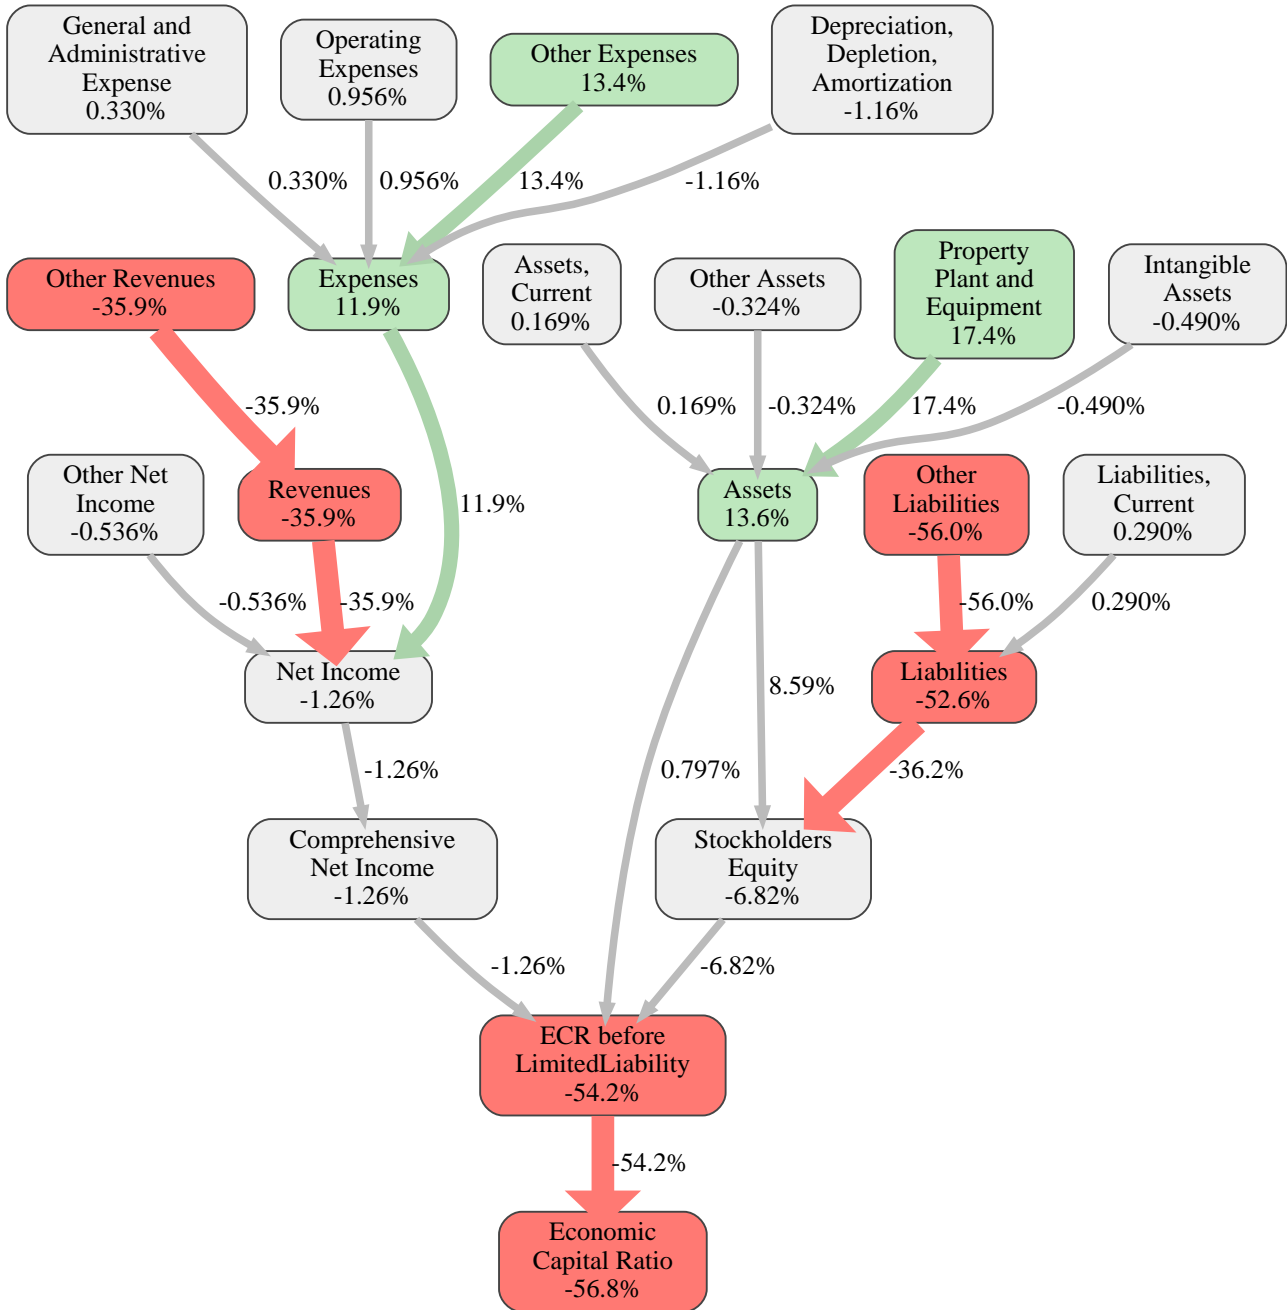 General and
Administrative
Expense
0.330%
Operating
Expenses
0.956%
Other Expenses
13.4%
Depreciation,
Depletion,
Amortization
-1.16%
0.330%
0.956%
13.4%
-1.16%
Other Revenues
-35.9%
Expenses
11.9%
Assets,
Current
0.169%
Other Assets
-0.324%
Property
Plant and
Equipment
17.4%
Intangible
Assets
-0.490%
-35.9%
0.169%
-0.324%
17.4%
-0.490%
Other Net
Income
-0.536%
Revenues
-35.9%
11.9%
Assets
13.6%
Other
Liabilities
-56.0%
Liabilities,
Current
0.290%
-0.536%
-35.9%
-56.0%
0.290%
Net Income
-1.26%
8.59%
Liabilities
-52.6%
-1.26%
0.797%
-36.2%
Comprehensive
Net Income
-1.26%
Stockholders
Equity
-6.82%
-1.26%
-6.82%
ECR before
LimitedLiability
-54.2%
-54.2%
Economic
Capital Ratio
-56.8%